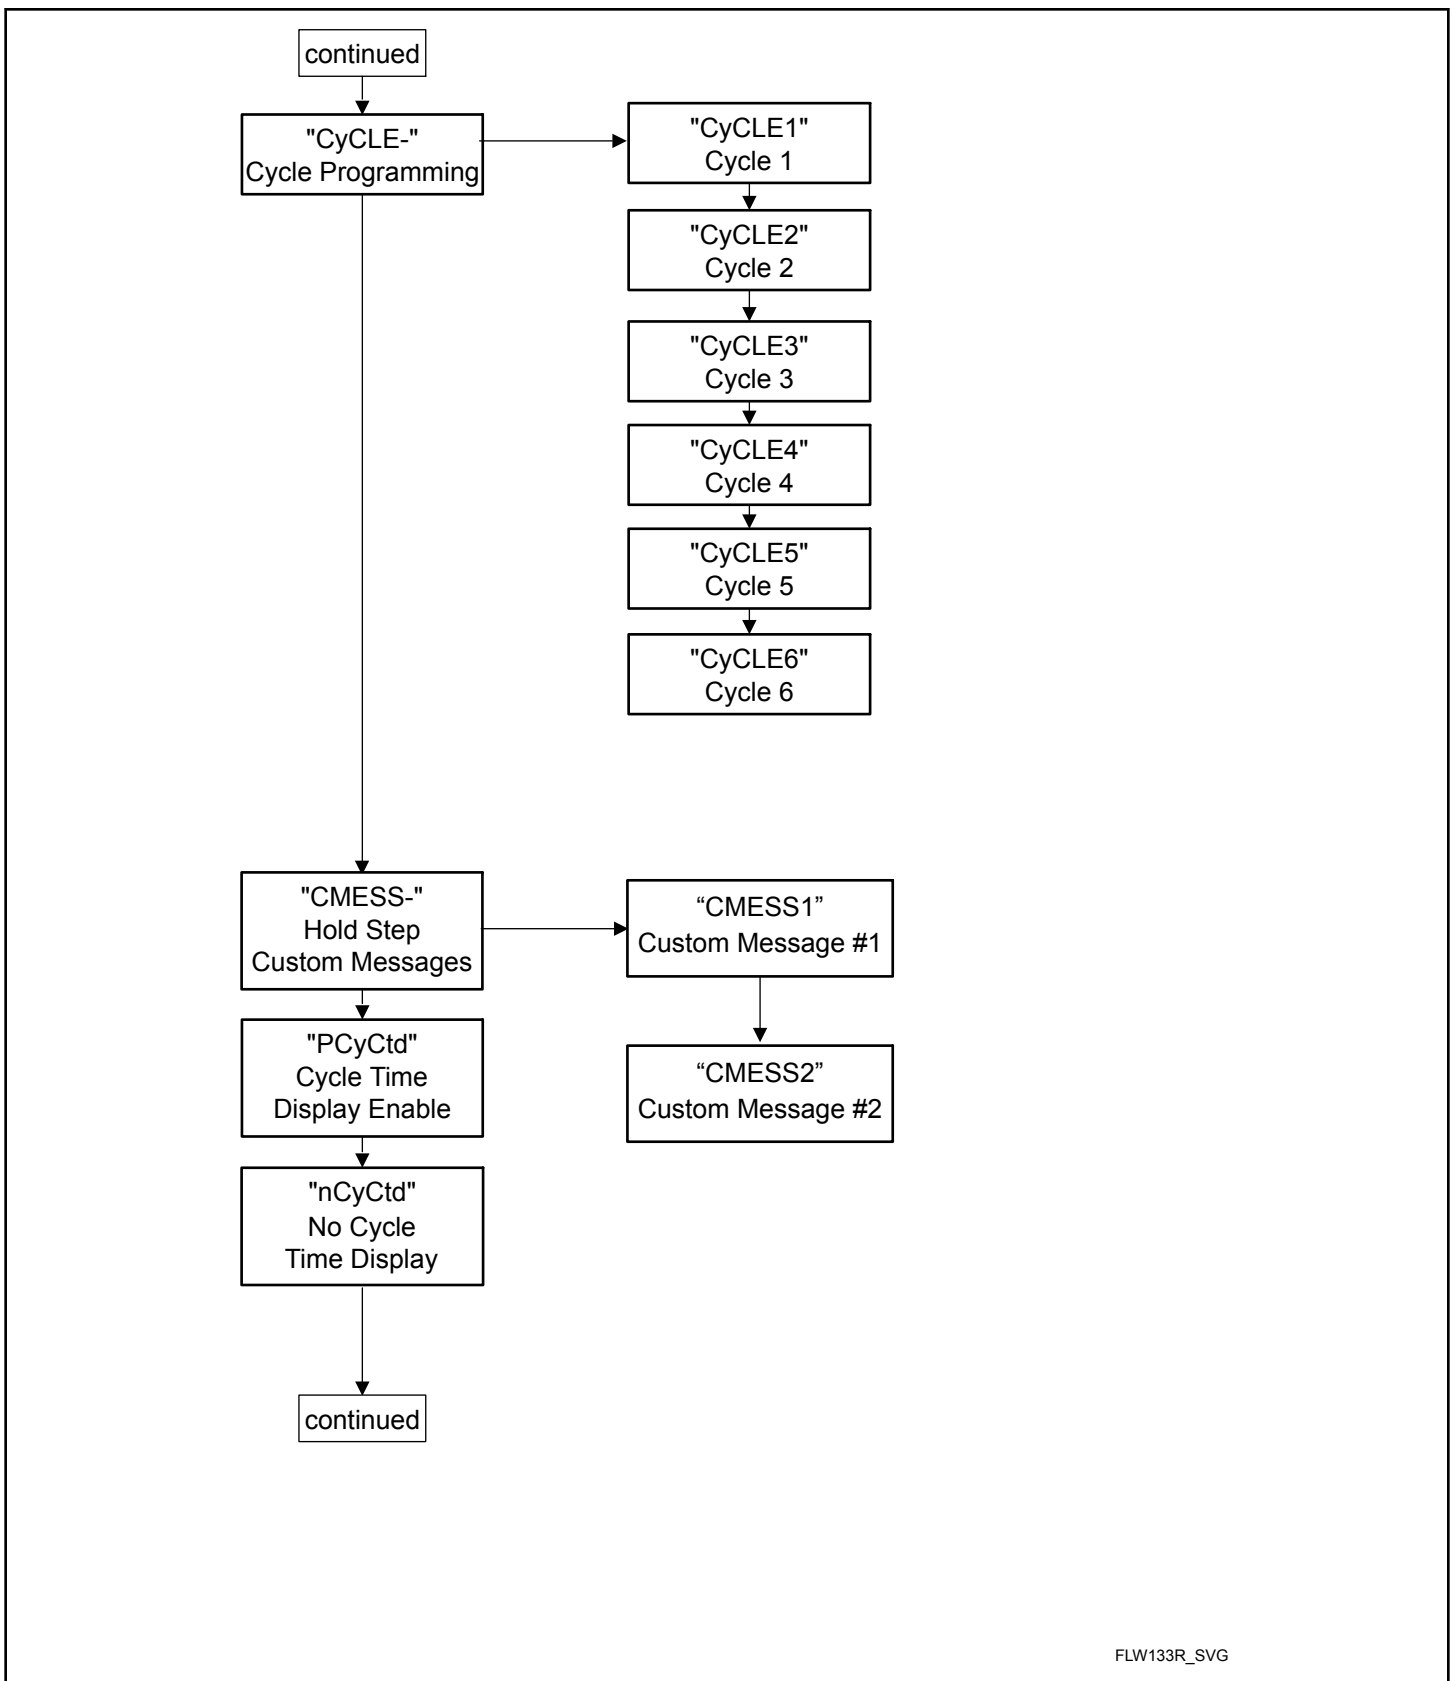 continued
"CyCLE-"
Cycle Programming
"CyCLE1"
Cycle 1
"CyCLE2"
Cycle 2
"CyCLE3"
Cycle 3
"CyCLE4"
Cycle 4
"CyCLE5"
Cycle 5
"CyCLE6"
Cycle 6
"CMESS-"
Hold Step
Custom Messages
“CMESS1”
Custom Message #1
“CMESS2”
Custom Message #2
"PCyCtd"
Cycle Time
Display Enable
"nCyCtd"
No Cycle
Time Display
continued
FLW133R_SVG